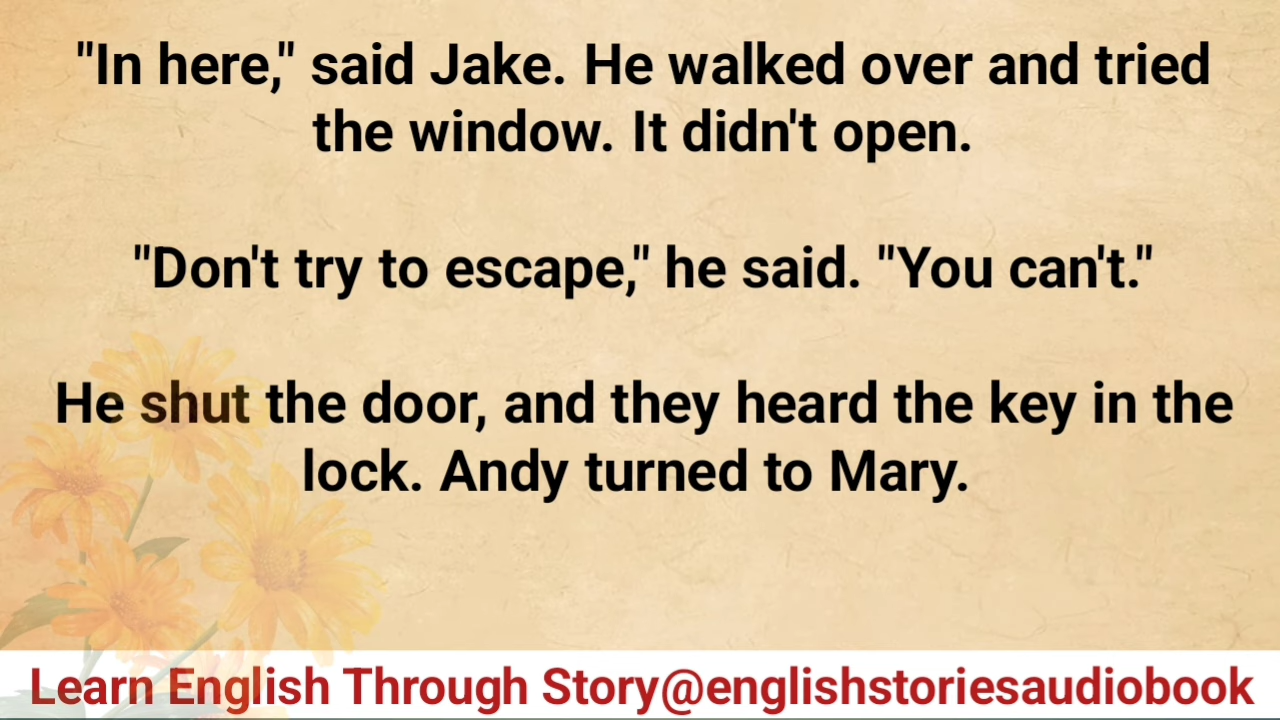 "In here," said Jake. He walked over and tried
the window. It didn't open.
"Don't try to escape," he said. "You can't."
He shut the door, and they heard the key in the
lock. Andy turned to Mary.
Learn English Through Story@englishstoriesaudiobook